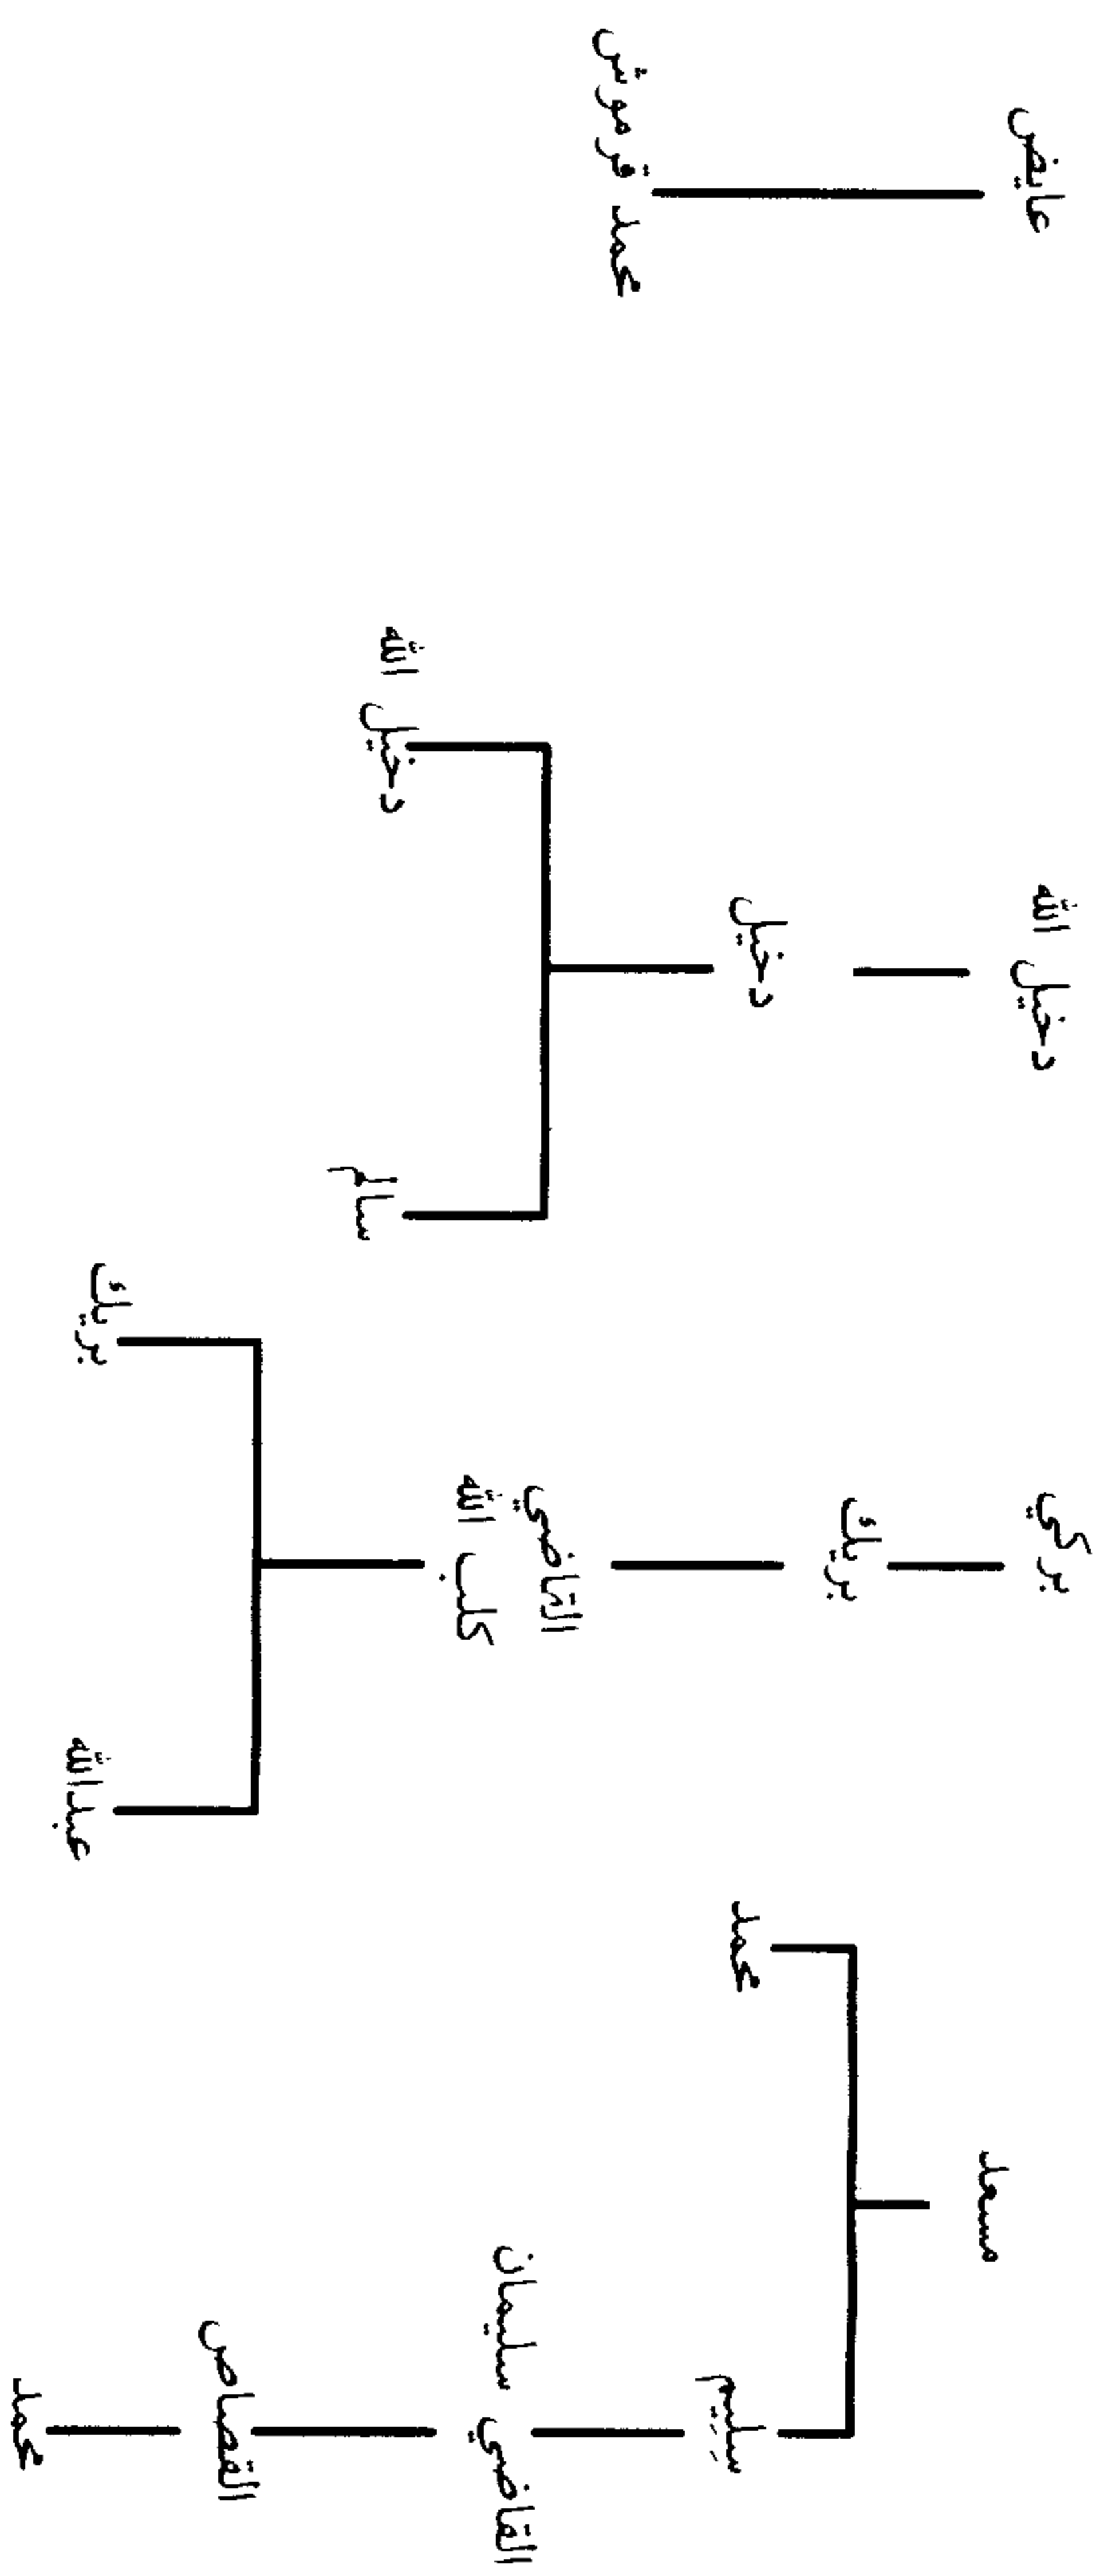 مسعد
بركي
دخيل الله
عايض
بريك
سليم
محمد
دخيل
محمد قرموش
القاضي سليمان
القاضي
كلب الله
سالم
دخيل الله
القصاص
عبدالله
بريك
محمد